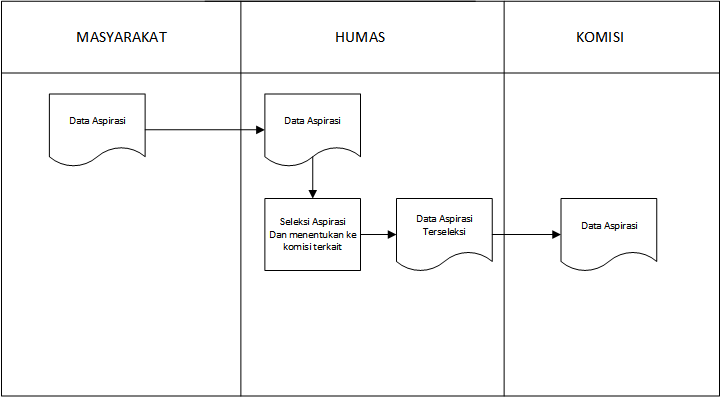 MASYARAKAT
HUMAS
KOMISI
Data Aspirasi
Data Aspirasi
Seleksi Aspirasi
Dan menentukan ke
komisi terkait
Data Aspirasi
Terseleksi
Data Aspirasi